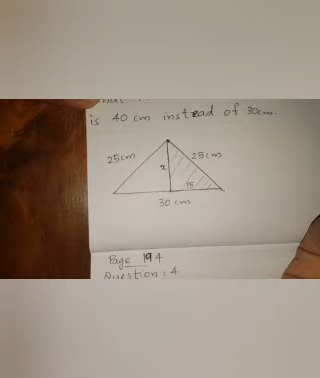 is 40 cm instead of 30cm.
25cm
25cm
x
15
30 cm
Page 194
Question : 4